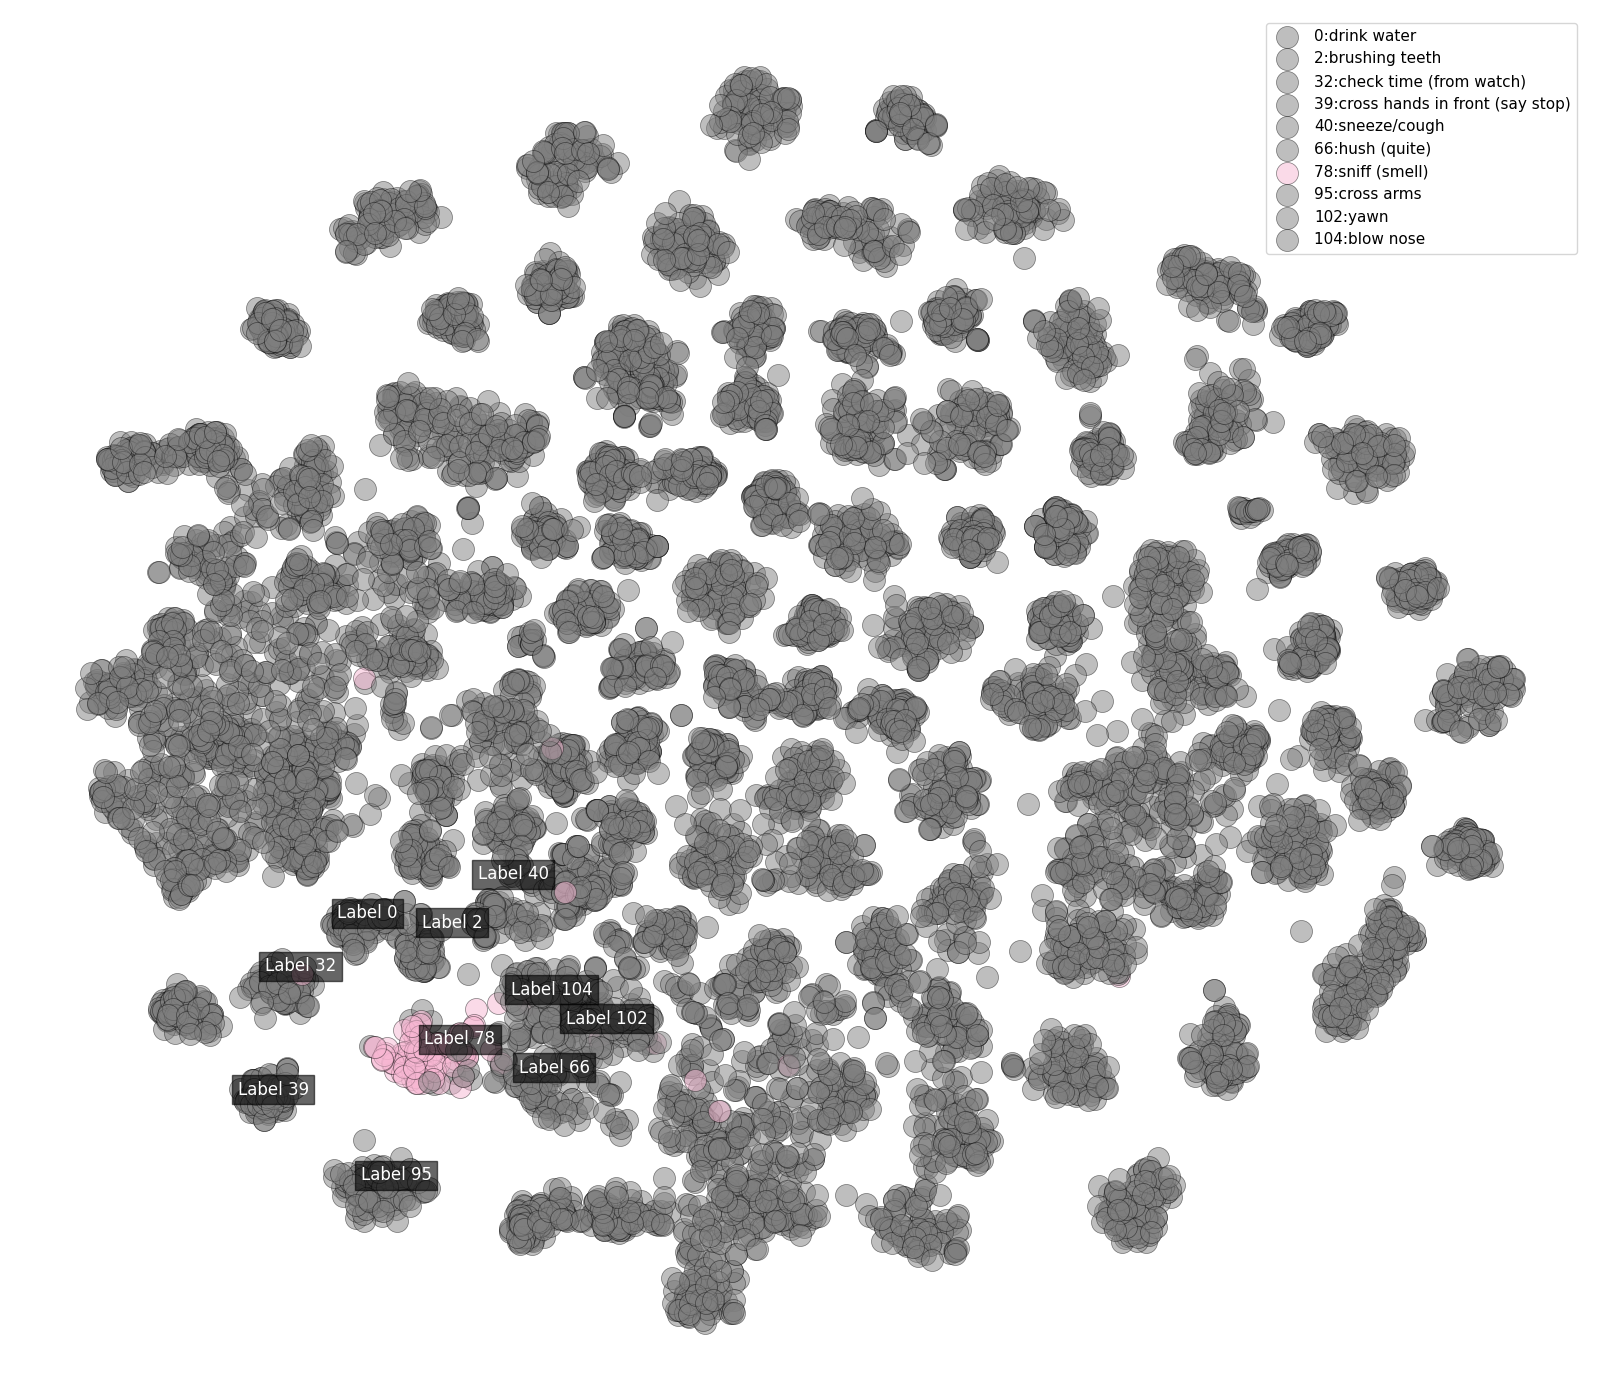 0:drink water
2:brushing teeth
32:check time (from watch)
39:cross hands in front (say stop)
40:sneeze/cough
66:hush (quite)
78:sniff (smell)
95:cross arms
102:yawn
104:blow nose
Label 40
Label 0
Label 2
Label 32
Label 104
Label 102
Label 78
Label 66
Label 39
Label 95